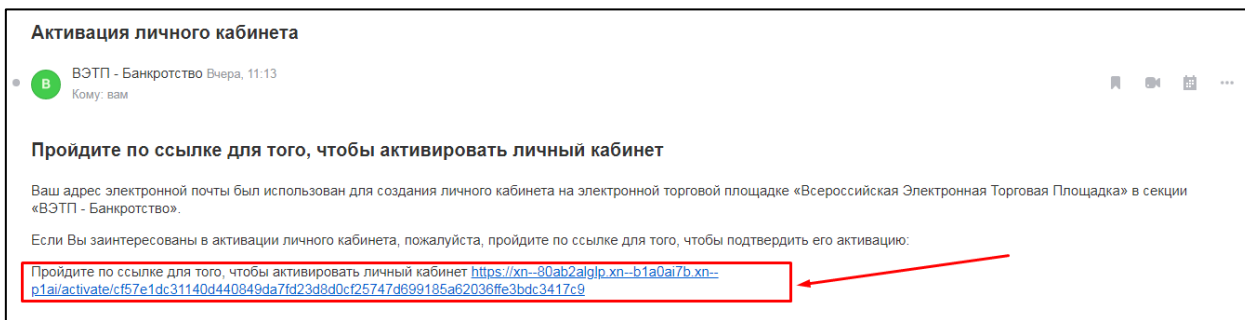 Активация личного кабинета
В
ВЭТП - Банкротство Вчера, 11:13
Кому: вам
Пройдите по ссылке для того, чтобы активировать личный кабинет
Ваш адрес электронной почты был использован для создания личного кабинета на электронной торговой площадке «Всероссийская Электронная Торговая Площадка» в секции
«ВЭТП - Банкротство».
Если Вы заинтересованы в активации личного кабинета, пожалуйста, пройдите по ссылке для того, чтобы подтвердить его активацию:
Пройдите по ссылке для того, чтобы активировать личный кабинет https://xn--80ab2alglp.xn--b1a0ai7b.xn--
p1ai/activate/cf57e1dc31140d440849da7fd23d8d0cf25747d699185a62036ffe3bdc3417c9